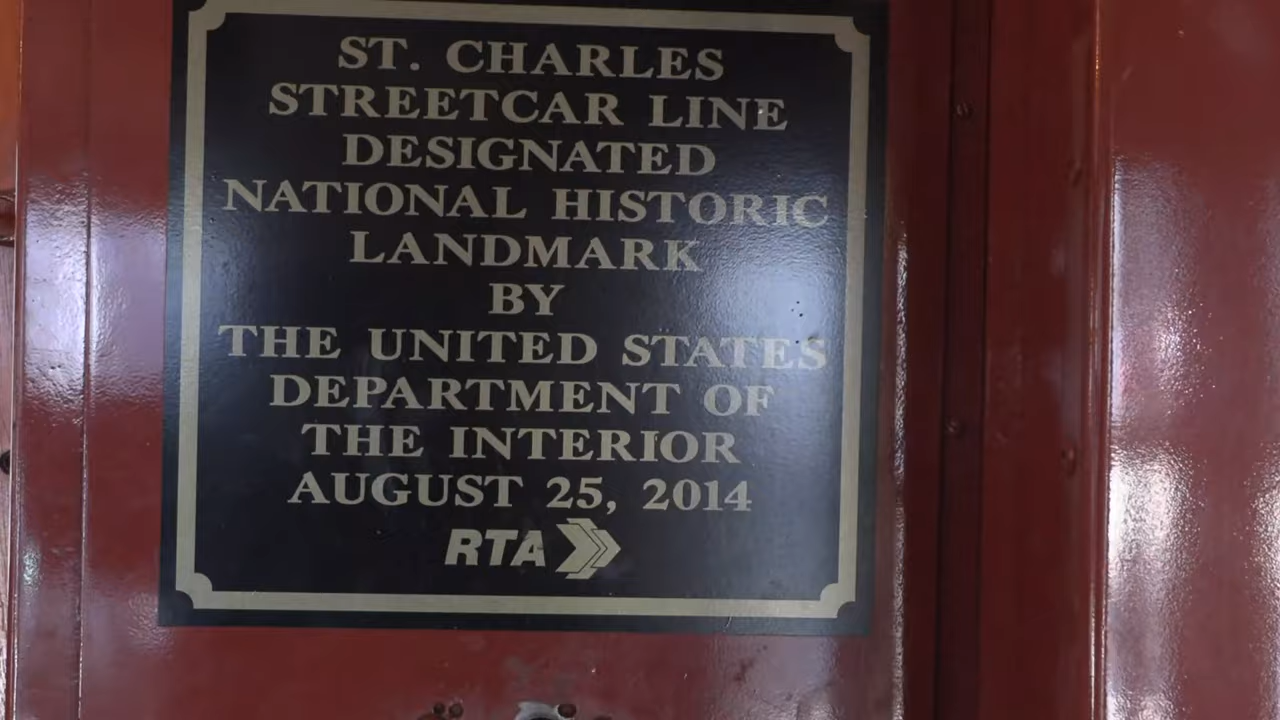 ST. CHARLES
STREETCAR LINE
DESIGNATED
NATIONAL HISTORIC
LANDMARK
BY
THE UNITED STATES
DEPARTMENT OF
THE INTERIOR
AUGUST 25, 2014
RTA